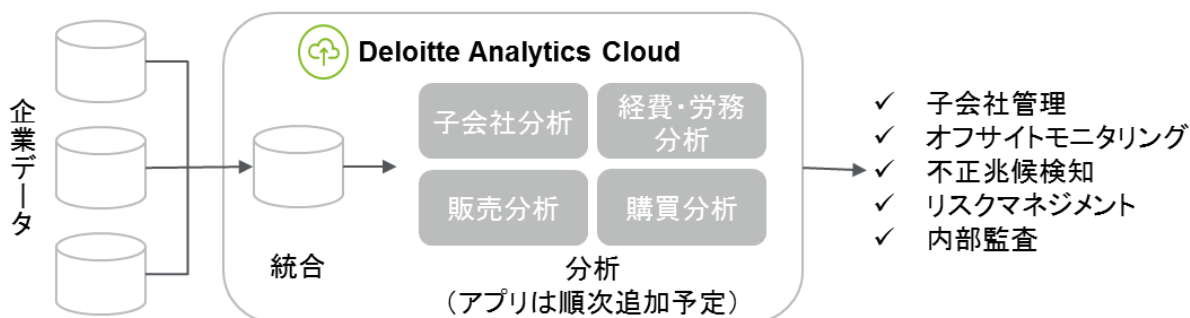 企業データ
Deloitte Analytics Cloud
統合
子会社分析
経費・労務
分析
販売分析
購買分析
分析
（アプリは順次追加予定）
✓ 子会社管理
✓ オフサイトモニタリング
✓ 不正兆候検知
✓ リスクマネジメント
✓ 内部監査